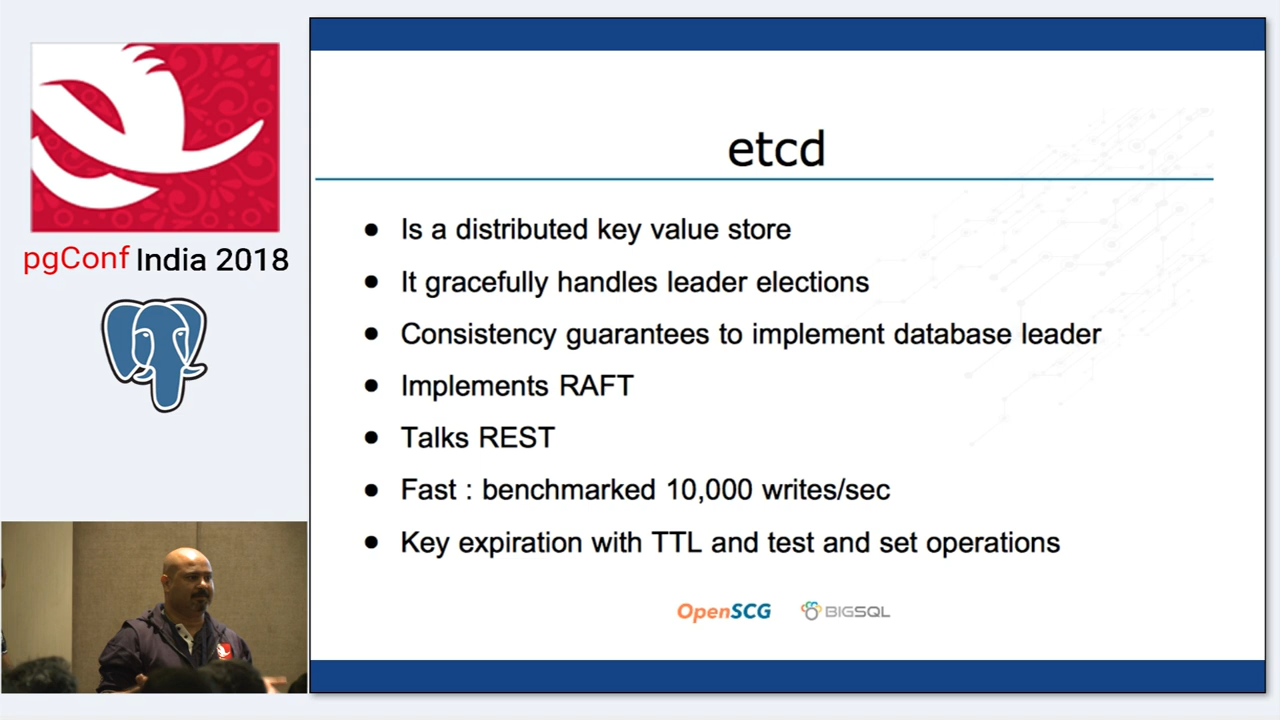 pgConf India 2018
etcd
● Is a distributed key value store
● It gracefully handles leader elections
● Consistency guarantees to implement database leader
● Implements RAFT
● Talks REST
● Fast : benchmarked 10,000 writes/sec
● Key expiration with TTL and test and set operations
OpenSCG BIGSQL